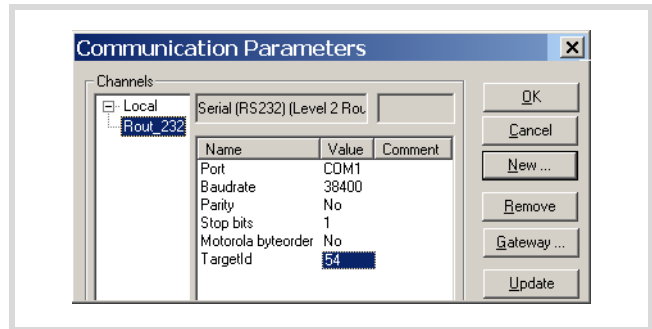 Communication Parameters
Channels
Local
Rout_232
Serial (RS232) (Level 2 Rou
Name Value Comment
Port COM1
Baudrate 38400
Parity No
Stop bits 1
Motorola byteorder No
TargetId 54
OK
Cancel
New ...
Remove
Gateway ...
Update